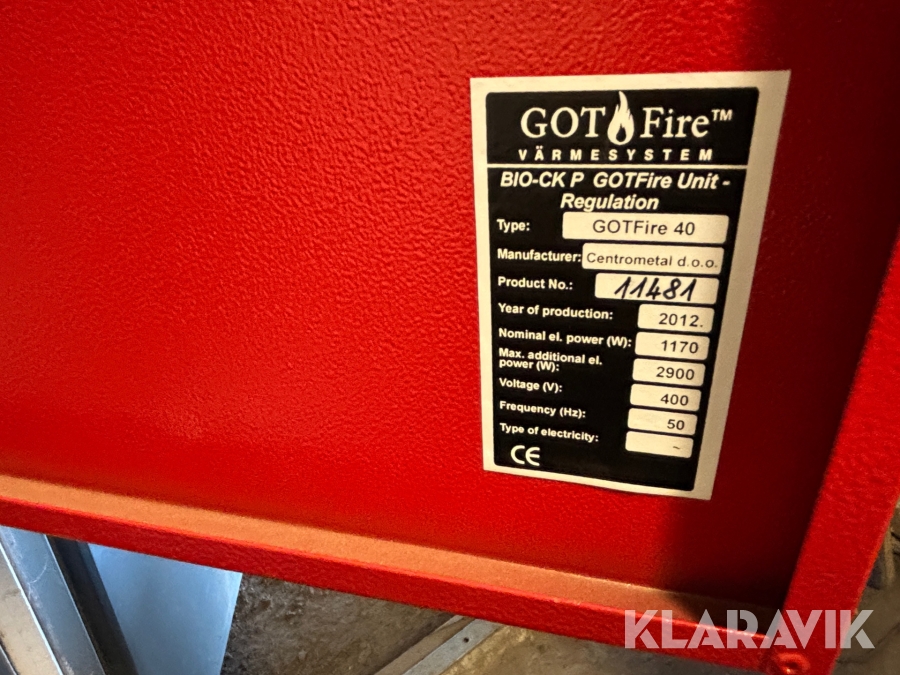 GOT Fire™
VÄRMESYSTEM
BIO-CK P GOTFire Unit -
Regulation
Type: GOTFire 40
Manufacturer: Centrometal d.o.o.
Product No.: 11481
Year of production: 2012.
Nominal el. power (W): 1170
Max. additional el.
power (W): 2900
Voltage (V): 400
Frequency (Hz): 50
Type of electricity: ~
CE
KLARAVIK